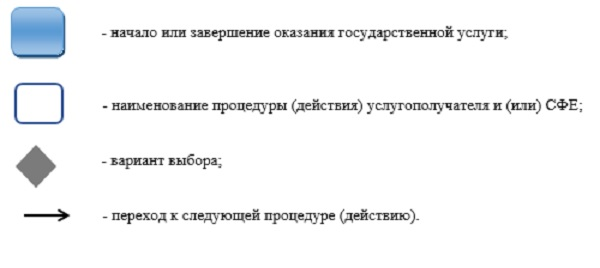 - начало или завершение оказания государственной услуги;
- наименование процедуры (действия) услугополучателя и (или) СФЕ;
- вариант выбора;
- переход к следующей процедуре (действию).